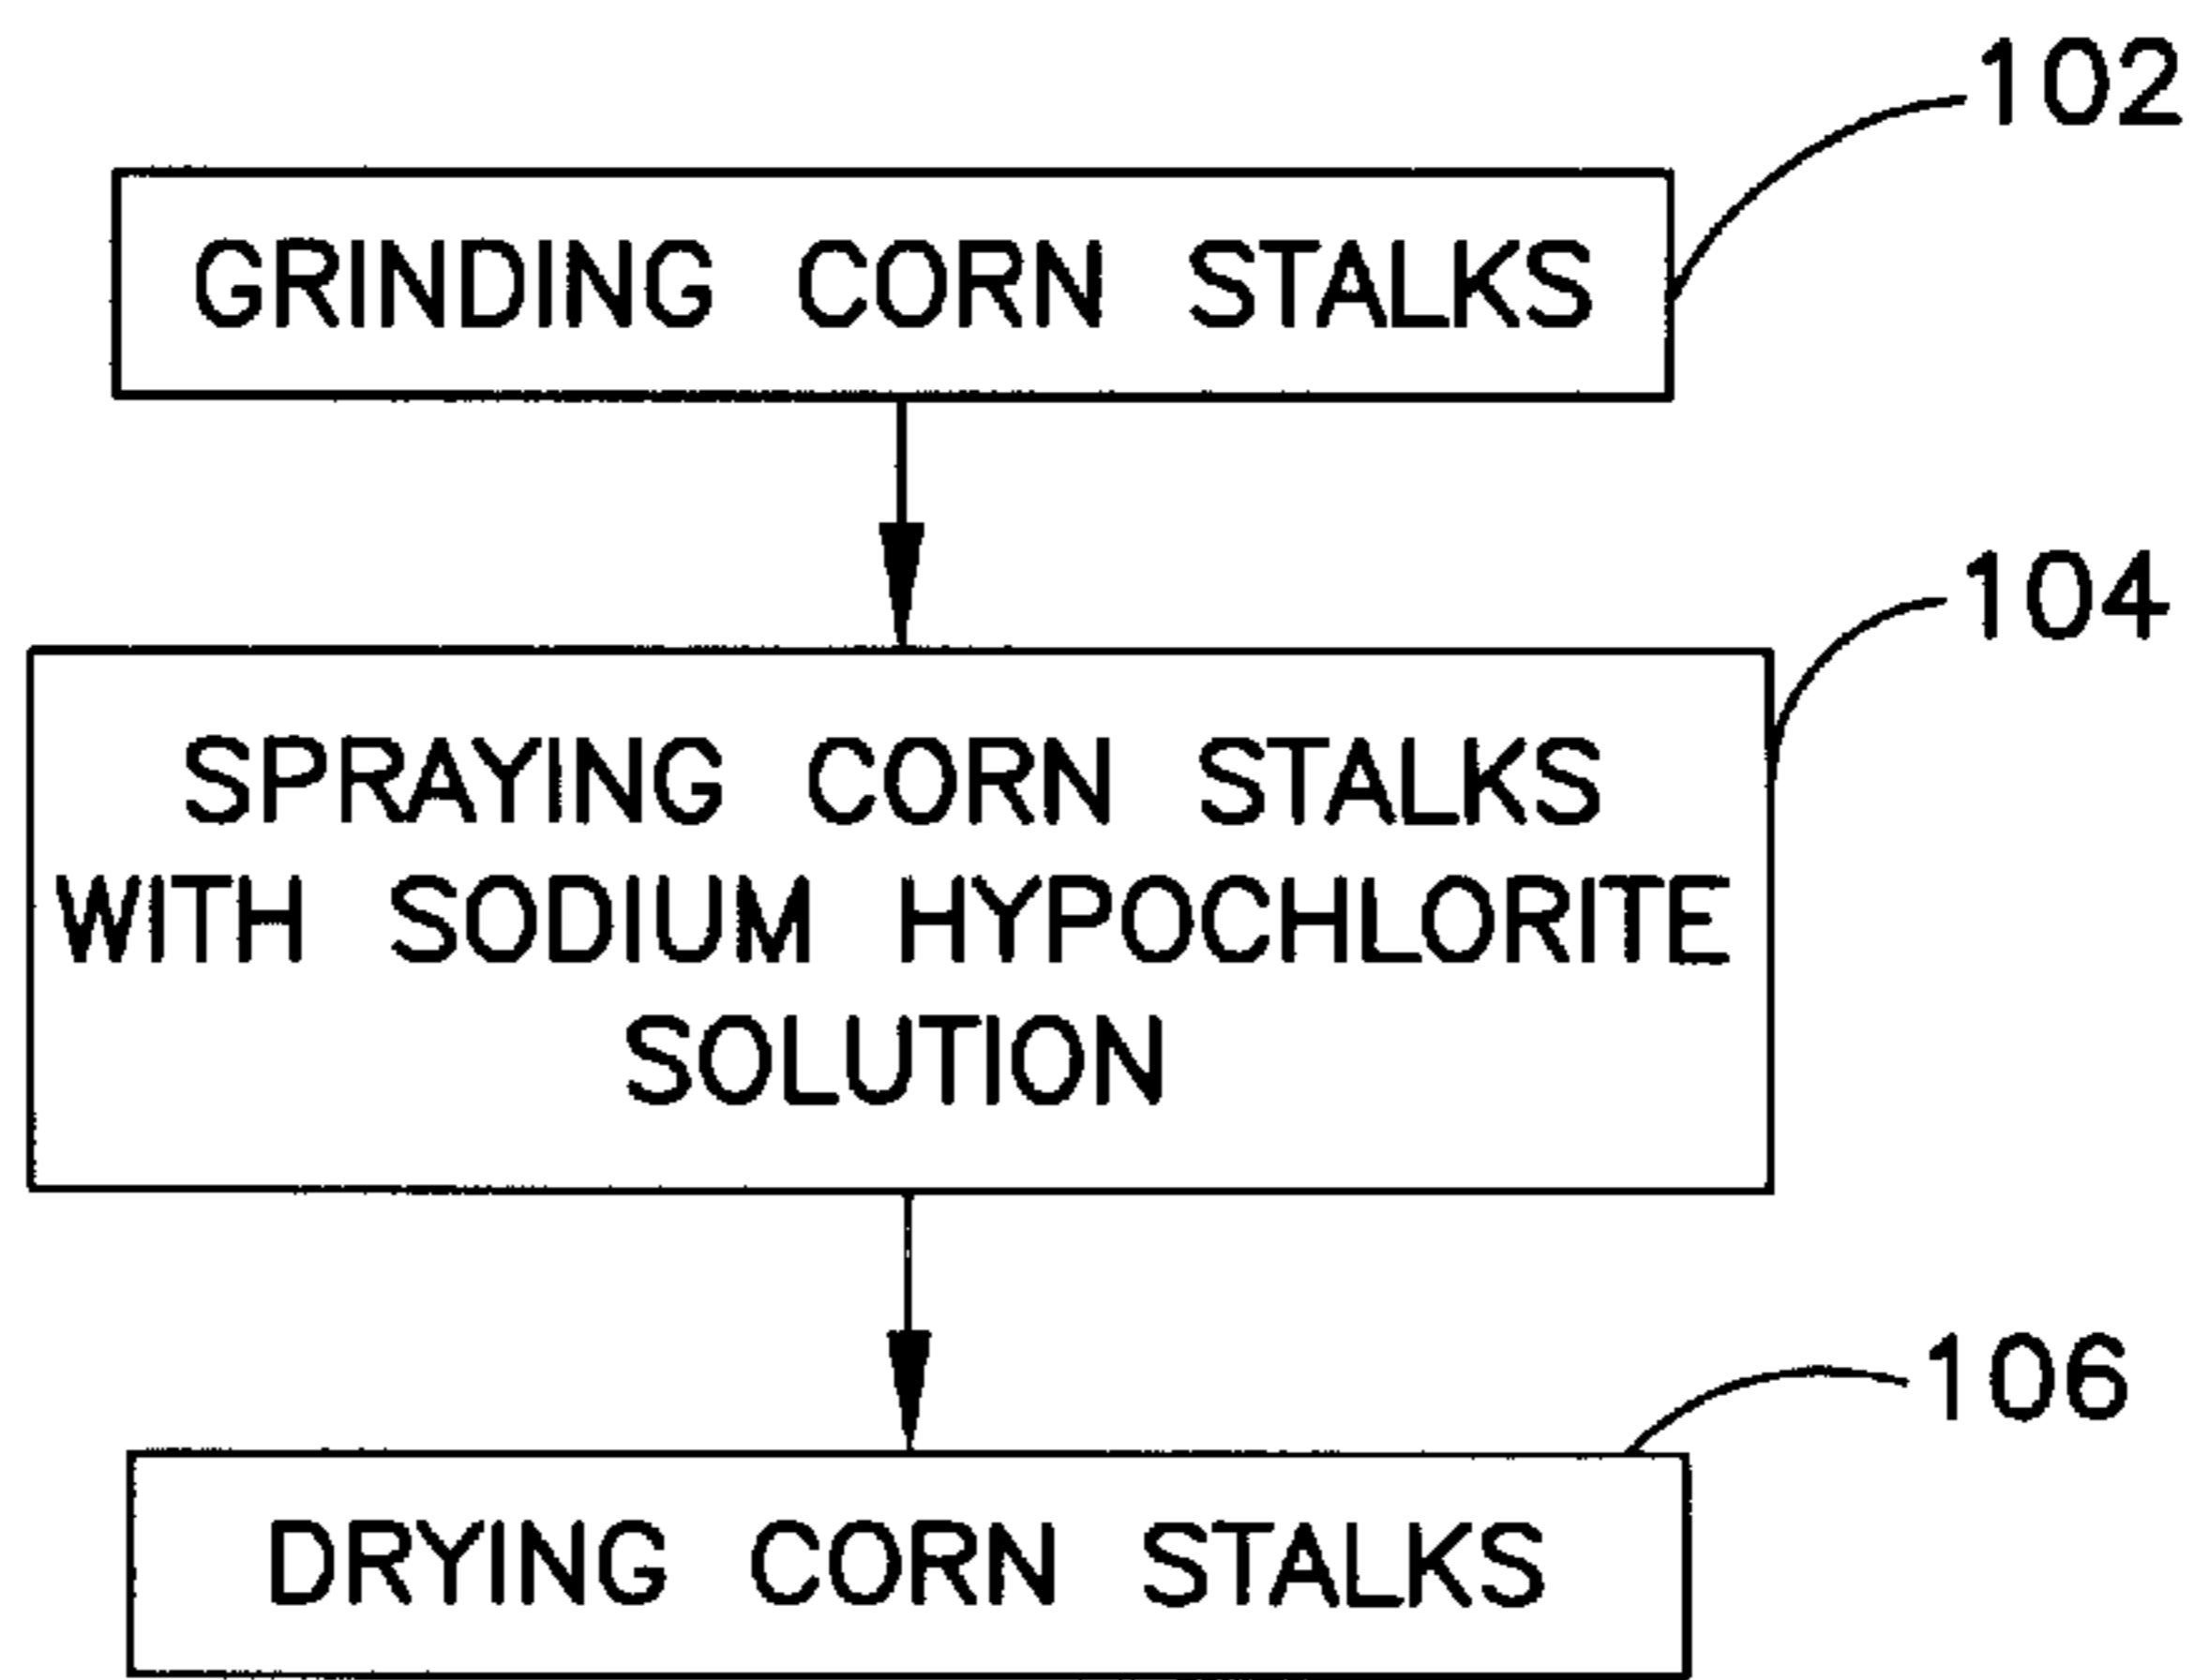 102
GRINDING CORN STALKS
104
SPRAYING CORN STALKS
WITH SODIUM HYPOCHLORITE
SOLUTION
106
DRYING CORN STALKS